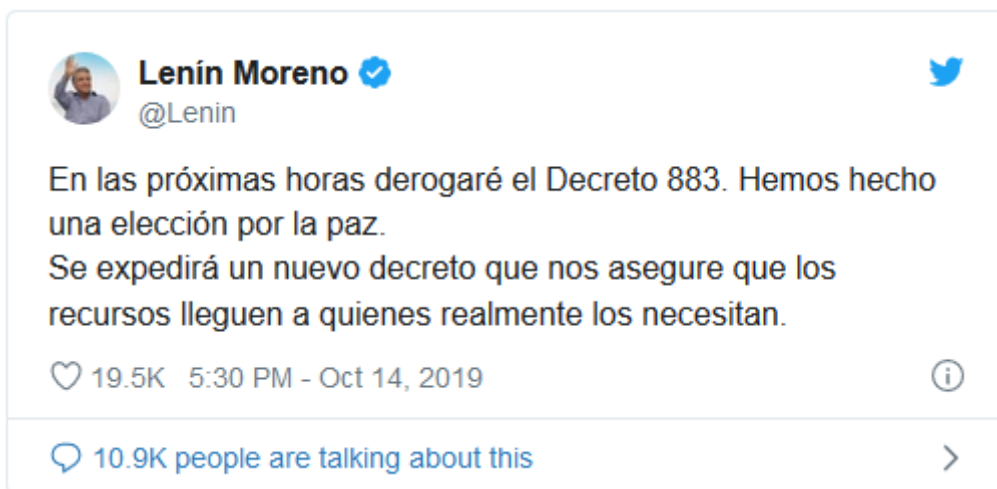 Lenín Moreno
@Lenin
En las próximas horas derogaré el Decreto 883. Hemos hecho
una elección por la paz.
Se expedirá un nuevo decreto que nos asegure que los
recursos lleguen a quienes realmente los necesitan.
19.5K 5:30 PM - Oct 14, 2019
10.9K people are talking about this